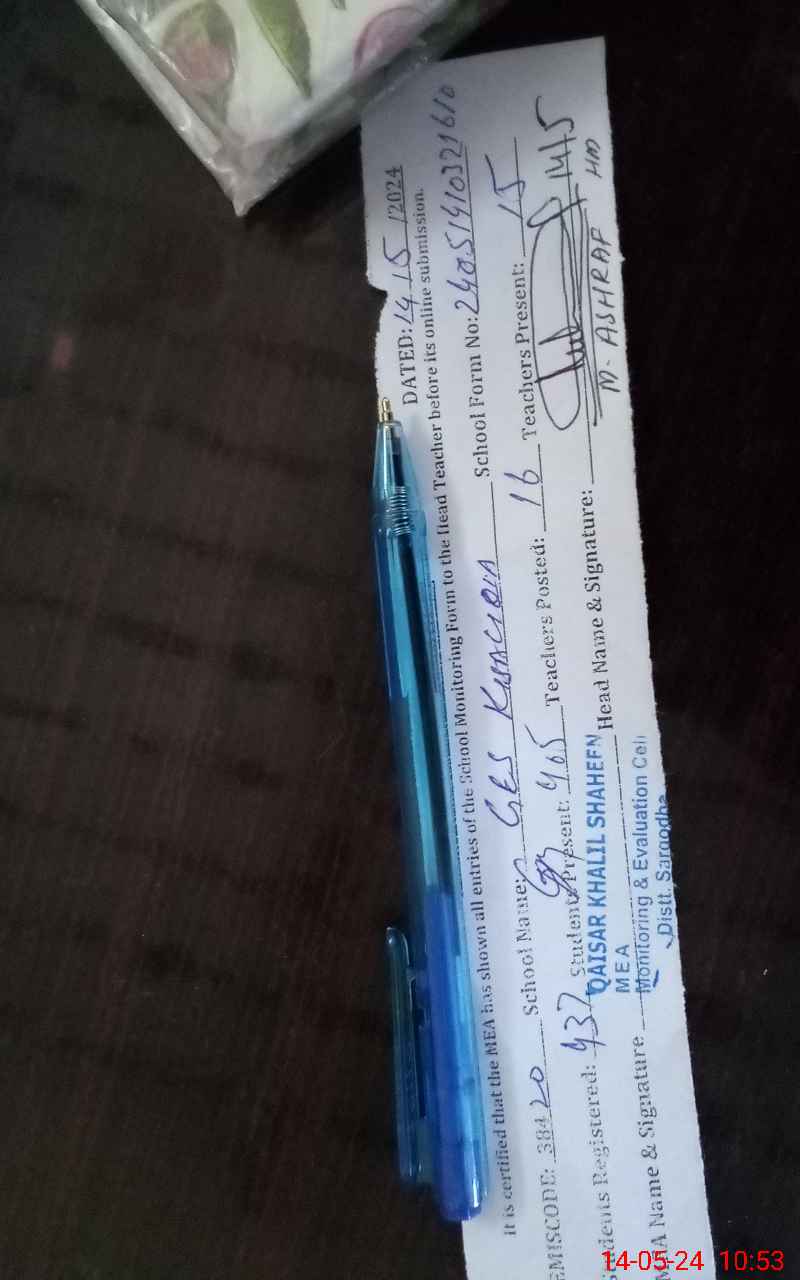 DATED: 14/5/2024
It is certified that the MEA has shown all entries of the School Monitoring Form to the Head Teacher before its online submission.
EMISCODE: 38420 School Name: GES School Form No: 24051410321610
Students Registered: 437 Students Present: 405 Teachers Posted: 16 Teachers Present: 15
QAISAR KHALIL SHAHEEN
MEA
Monitoring & Evaluation Cell
Distt. Sargodha
MEA Name & Signature Head Name & Signature: 14/5
M. ASHRAF HM
14-05-24 10:53